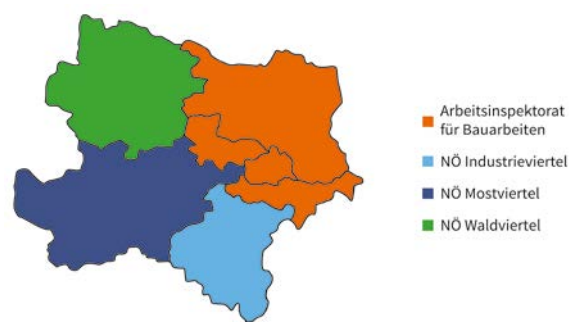 Arbeitsinspektorat
für Bauarbeiten
NÖ Industrieviertel
NÖ Mostviertel
NÖ Waldviertel